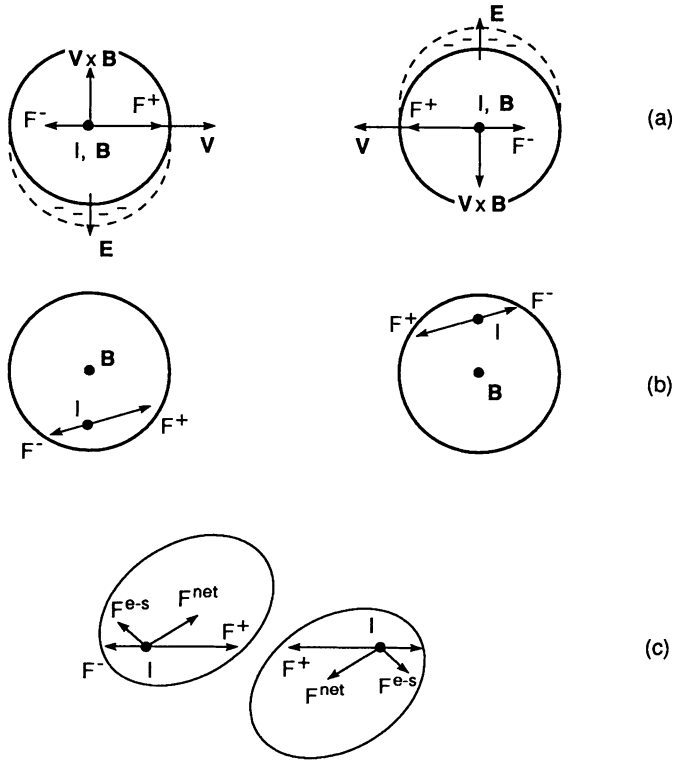 E
V x B
F⁻ F⁺ F⁺ I, B (a)
I, B V V F⁻
V x B
E
F⁻
B F⁺ I (b)
I B
F⁻ F⁺
Fᵉ⁻ˢ Fⁿᵉᵗ I
F⁺ (c)
F⁻ I F⁺
Fⁿᵉᵗ Fᵉ⁻ˢ